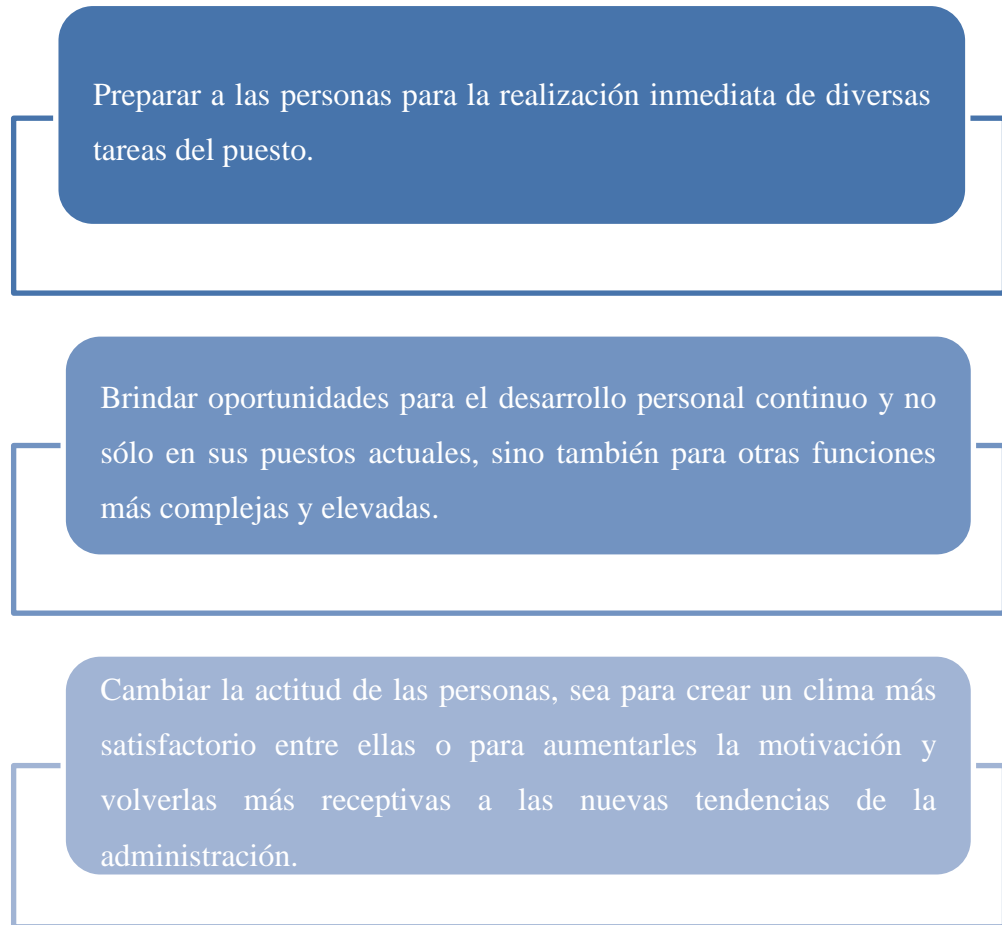 Preparar a las personas para la realización inmediata de diversas
tareas del puesto.
Brindar oportunidades para el desarrollo personal continuo y no
sólo en sus puestos actuales, sino también para otras funciones
más complejas y elevadas.
Cambiar la actitud de las personas, sea para crear un clima más
satisfactorio entre ellas o para aumentarles la motivación y
volverlas más receptivas a las nuevas tendencias de la
administración.